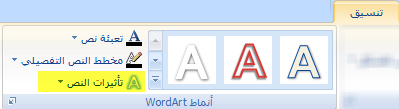 تنسيق
A A A
تعبئة نص
مخطط النص التفصيلي
تأثيرات النص
أنماط WordArt